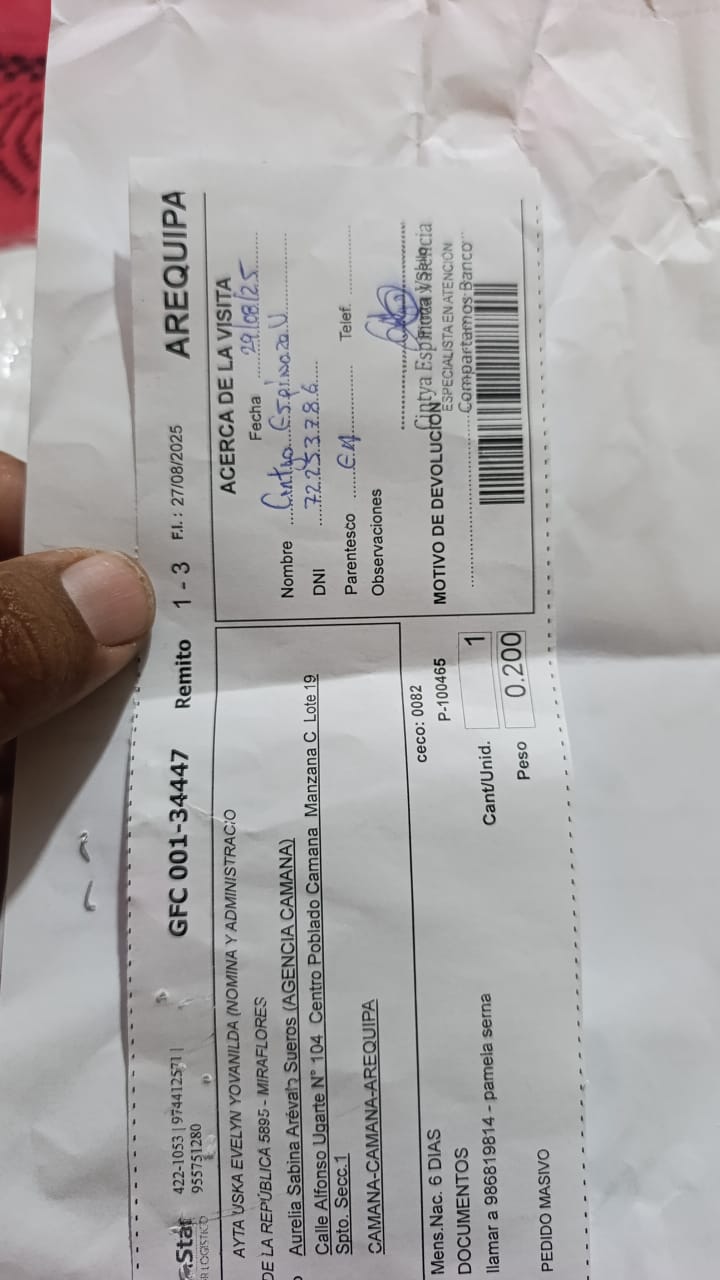 Star
422-1053 | 974412571 |
955751280
GFC 001-34447 Remito 1 - 3 F.I.: 27/08/2025 AREQUIPA
AYTA USKA EVELYN YOVANILDA (NOMINA Y ADMINISTRACIO
DE LA REPÚBLICA 5895 - MIRAFLORES
Aurelia Sabina Arévalo Sueros (AGENCIA CAMANA)
Calle Alfonso Ugarte N° 104 Centro Poblado Camana Manzana C Lote 19
Spto. Secc.1
CAMANA-CAMANA-AREQUIPA
Mens.Nac. 6 DIAS
ceco: 0082
DOCUMENTOS
P-100465
llamar a 986819814 - pamela serna
Cant/Unid. 1
Peso 0.200
PEDIDO MASIVO
ACERCA DE LA VISITA
Fecha 29/08/25
Nombre Cintya Espinoza V
DNI 72253786
Parentesco Telef.
Observaciones
Cintya Espinoza Valencia
ESPECIALISTA EN ATENCION
MOTIVO DE DEVOLUCIÓN
Compartamos Banco